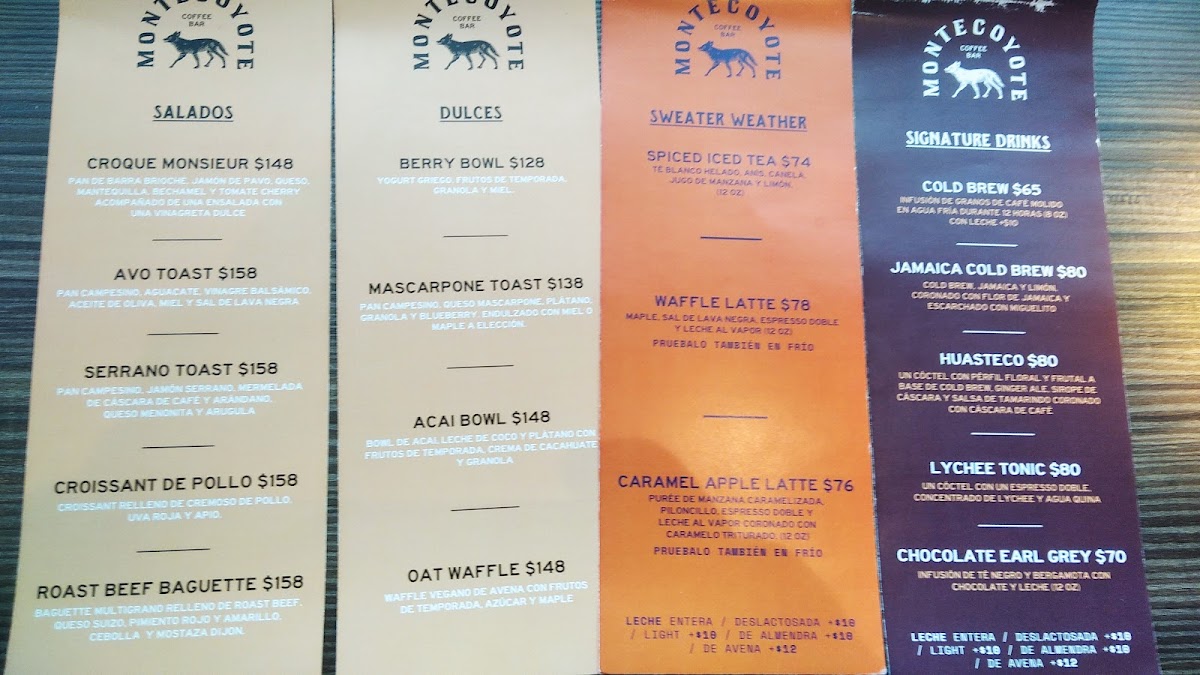 MONTECOYOTE
COFFEE
BAR
SALADOS
CROQUE MONSIEUR $148
PAN DE BARRA BRIOCHE, JAMÓN DE PAVO, QUESO,
MANTEQUILLA, BECHAMEL Y TOMATE CHERRY
ACOMPAÑADO DE UNA ENSALADA CON
UNA VINAGRETA DULCE
AVO TOAST $158
PAN CAMPESINO, AGUACATE, VINAGRE BALSÁMICO,
ACEITE DE OLIVA, MIEL Y SAL DE LAVA NEGRA
SERRANO TOAST $158
PAN CAMPESINO, JAMÓN SERRANO, MERMELADA
DE CÁSCARA DE CAFÉ Y ARÁNDANO,
QUESO MENONITA Y ARUGULA
CROISSANT DE POLLO $158
CROISSANT RELLENO DE CREMOSO DE POLLO,
UVA ROJA Y APIO.
ROAST BEEF BAGUETTE $158
BAGUETTE MULTIGRANO RELLENO DE ROAST BEEF,
QUESO SUIZO, PIMIENTO ROJO Y AMARILLO,
CEBOLLA Y MOSTAZA DIJON.
MONTECOYOTE
COFFEE
BAR
DULCES
BERRY BOWL $128
YOGURT GRIEGO, FRUTOS DE TEMPORADA,
GRANOLA Y MIEL.
MASCARPONE TOAST $138
PAN CAMPESINO, QUESO MASCARPONE, PLÁTANO,
GRANOLA Y BLUEBERRY. ENDULZADO CON MIEL O
MAPLE A ELECCIÓN.
ACAI BOWL $148
BOWL DE ACAI, LECHE DE COCO Y PLÁTANO CON
FRUTOS DE TEMPORADA, CREMA DE CACAHUATE
Y GRANOLA
OAT WAFFLE $148
WAFFLE VEGANO DE AVENA CON FRUTOS
DE TEMPORADA, AZÚCAR Y MAPLE
MONTECOYOTE
COFFEE
BAR
SWEATER WEATHER
SPICED ICED TEA $74
TÉ BLANCO HELADO, ANÍS, CANELA,
JUGO DE MANZANA Y LIMÓN.
(12 OZ)
WAFFLE LATTE $78
MAPLE, SAL DE LAVA NEGRA, ESPRESSO DOBLE
Y LECHE AL VAPOR (12 OZ)
PRUEBALO TAMBIÉN EN FRÍO
CARAMEL APPLE LATTE $76
PURÉE DE MANZANA CARAMELIZADA,
PILONCILLO, ESPRESSO DOBLE Y
LECHE AL VAPOR CORONADO CON
CARAMELO TRITURADO. (12 OZ)
PRUEBALO TAMBIÉN EN FRÍO
LECHE ENTERA / DESLACTOSADA +$10
/ LIGHT +$10 / DE ALMENDRA +$10
/ DE AVENA +$12
MONTECOYOTE
COFFEE
BAR
SIGNATURE DRINKS
COLD BREW $65
INFUSIÓN DE GRANOS DE CAFÉ MOLIDO
EN AGUA FRÍA DURANTE 12 HORAS (8 OZ)
CON LECHE +$10
JAMAICA COLD BREW $80
COLD BREW, JAMAICA Y LIMÓN,
CORONADO CON FLOR DE JAMAICA Y
ESCARCHADO CON MIGUELITO
HUASTECO $80
UN CÓCTEL CON PÉRFIL FLORAL Y FRUTAL A
BASE DE COLD BREW, GINGER ALE, SIROPE DE
CÁSCARA Y SALSA DE TAMARINDO CORONADO
CON CÁSCARA DE CAFÉ
LYCHEE TONIC $80
UN CÓCTEL CON UN ESPRESSO DOBLE,
CONCENTRADO DE LYCHEE Y AGUA QUINA
CHOCOLATE EARL GREY $70
INFUSIÓN DE TÉ NEGRO Y BERGAMOTA CON
CHOCOLATE Y LECHE (12 OZ)
LECHE ENTERA / DESLACTOSADA +$10
/ LIGHT +$10 / DE ALMENDRA +$10
/ DE AVENA +$12